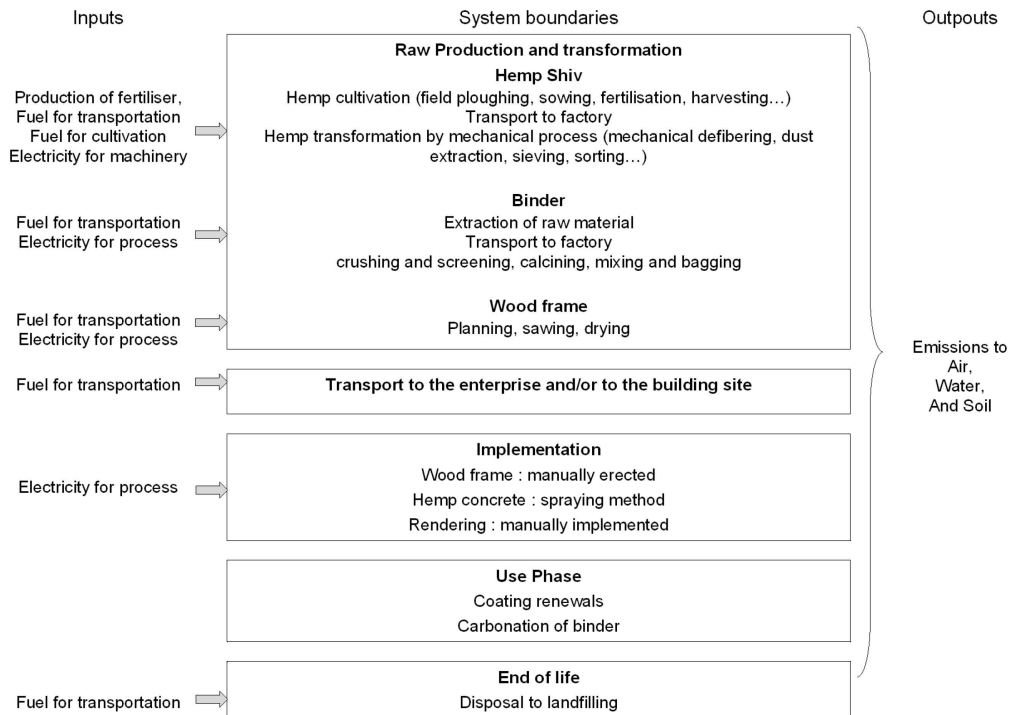 Inputs
System boundaries
Outpouts
Raw Production and transformation
Hemp Shiv
Production of fertiliser,
Fuel for transportation
Fuel for cultivation
Electricity for machinery
Hemp cultivation (field ploughing, sowing, fertilisation, harvesting…)
Transport to factory
Hemp transformation by mechanical process (mechanical defibering, dust
extraction, sieving, sorting…)
Binder
Fuel for transportation
Electricity for process
Extraction of raw material
Transport to factory
crushing and screening, calcining, mixing and bagging
Wood frame
Fuel for transportation
Electricity for process
Planning, sawing, drying
Fuel for transportation
Transport to the enterprise and/or to the building site
Emissions to
Air,
Water,
And Soil
Implementation
Electricity for process
Wood frame : manually erected
Hemp concrete : spraying method
Rendering : manually implemented
Use Phase
Coating renewals
Carbonation of binder
End of life
Fuel for transportation
Disposal to landfilling